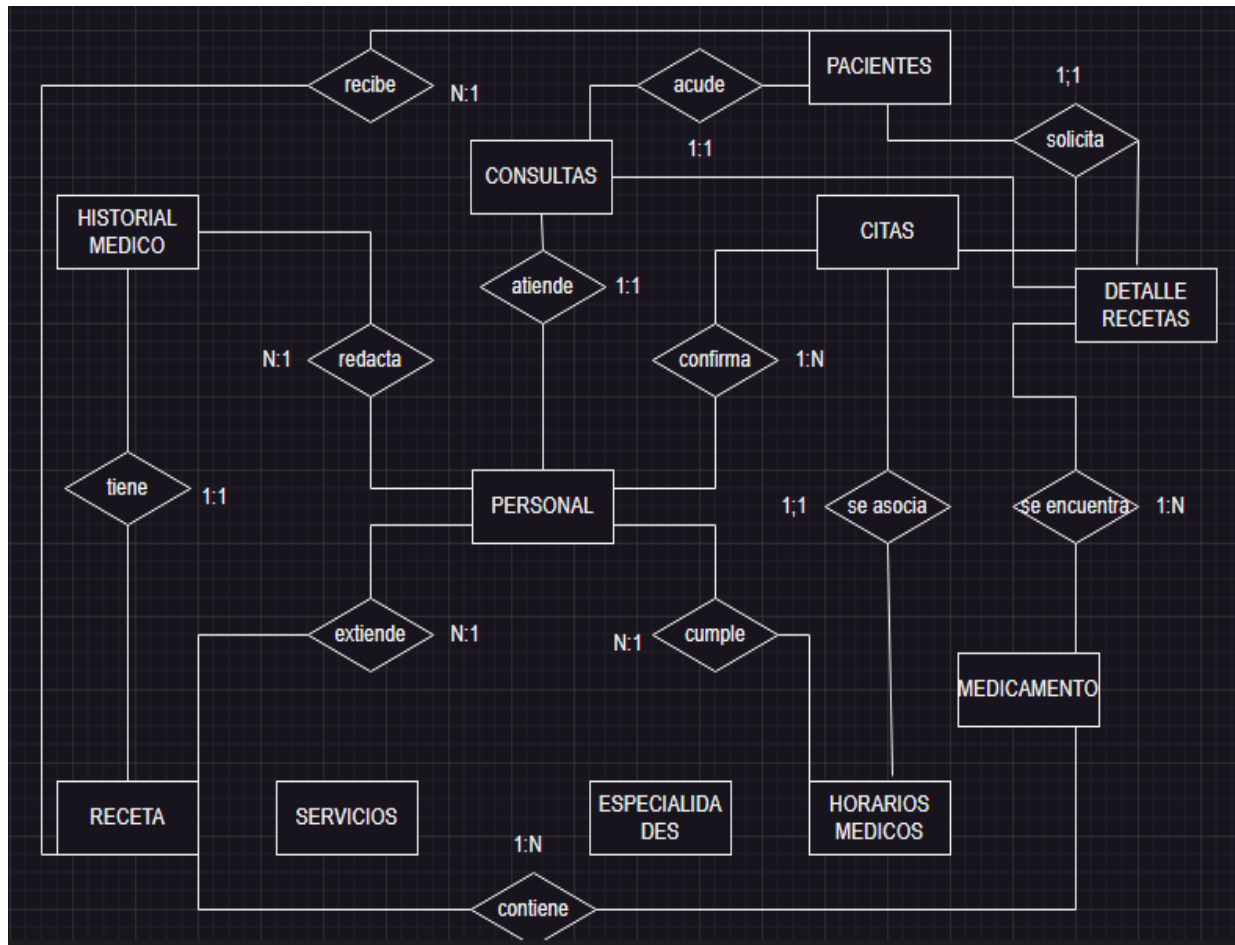 PACIENTES
recibe
acude
1;1
N:1
solicita
1:1
CONSULTAS
HISTORIAL
MEDICO
CITAS
atiende
1:1
DETALLE
RECETAS
N:1
redacta
confirma
1:N
tiene
1:1
PERSONAL
1;1
se asocia
se encuentra
1:N
extiende
N:1
N:1
cumple
MEDICAMENTO
RECETA
SERVICIOS
ESPECIALIDA
DES
HORARIOS
MEDICOS
1:N
contiene